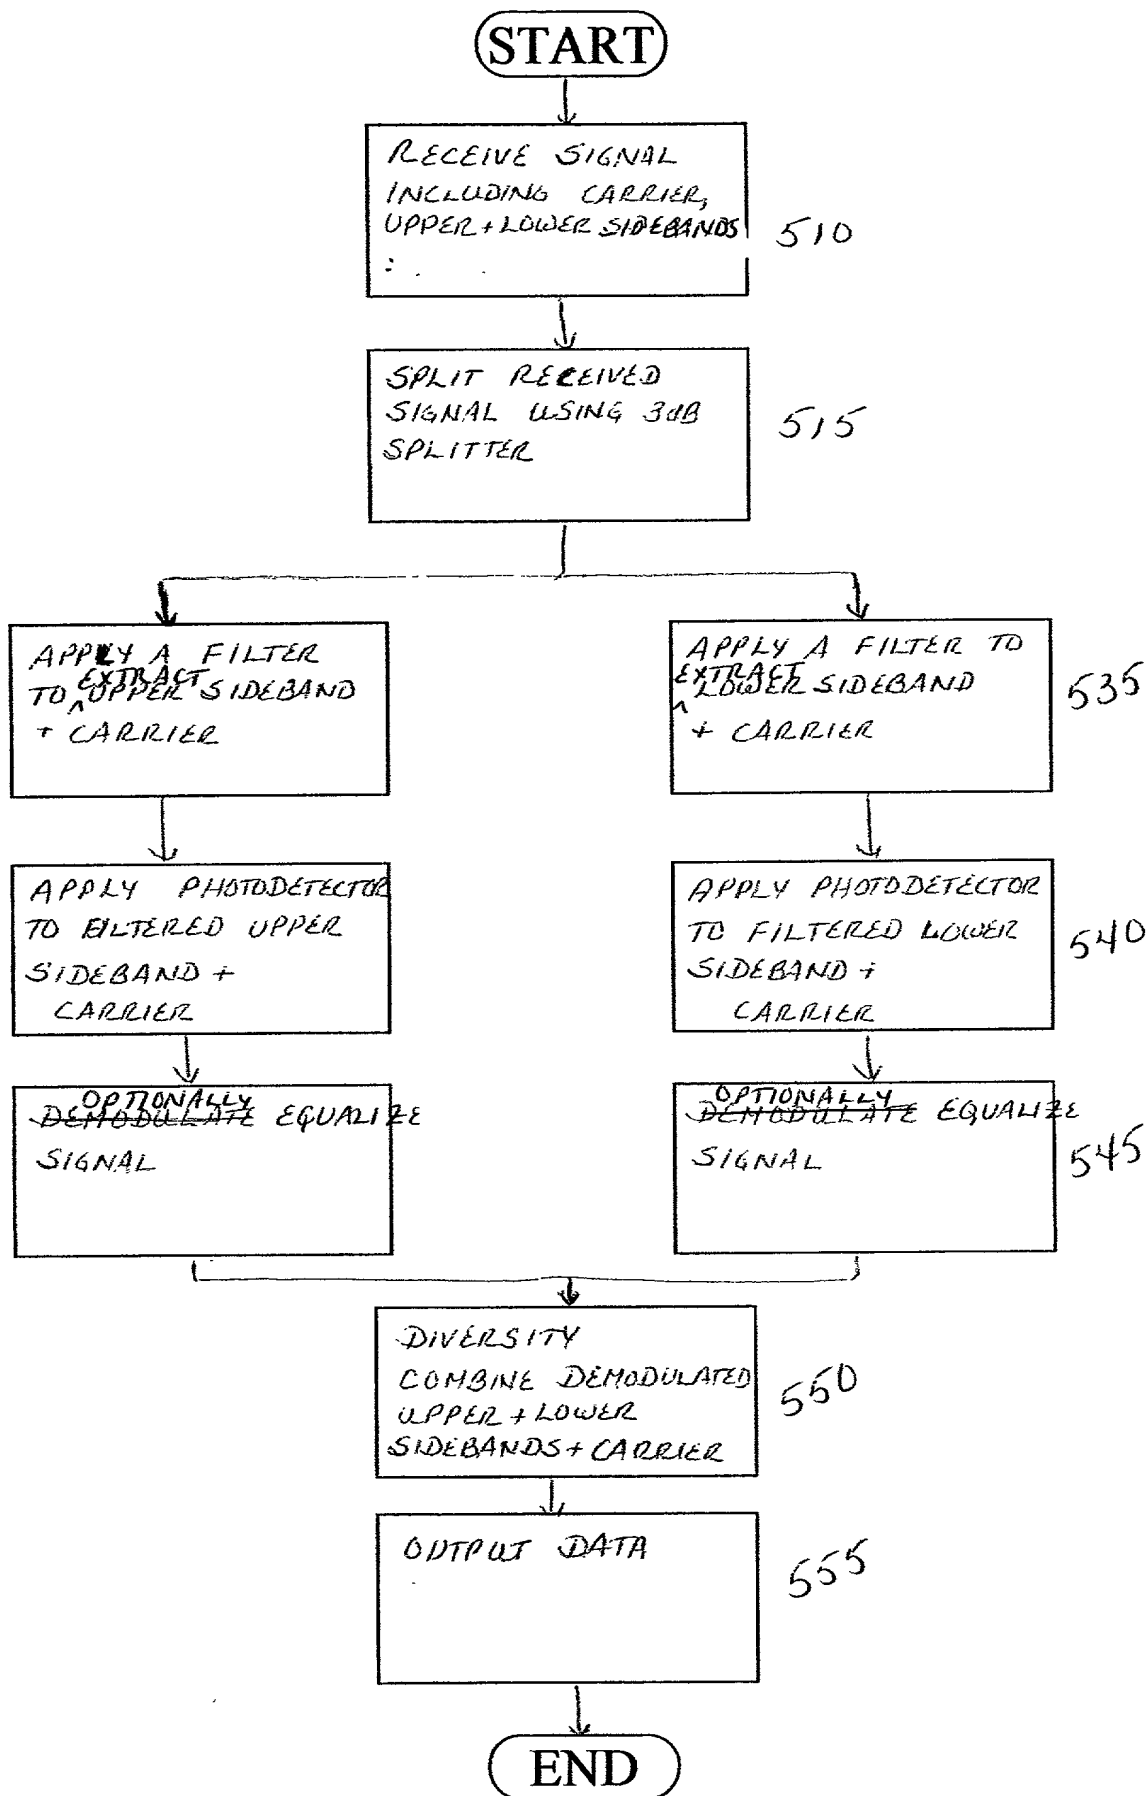 START
RECEIVE SIGNAL
INCLUDING CARRIER,
UPPER + LOWER SIDEBANDS
510
SPLIT RECEIVED
SIGNAL USING 3dB
SPLITTER
515
APPLY A FILTER
EXTRACT
TO ^ UPPER SIDEBAND
+ CARRIER
APPLY A FILTER TO
EXTRACT
^ LOWER SIDEBAND
+ CARRIER
535
APPLY PHOTODETECTOR
TO FILTERED UPPER
SIDEBAND +
CARRIER
APPLY PHOTODETECTOR
TO FILTERED LOWER
SIDEBAND +
CARRIER
540
OPTIONALLY
DEMODULATE EQUALIZE
SIGNAL
OPTIONALLY
DEMODULATE EQUALIZE
SIGNAL
545
DIVERSITY
COMBINE DEMODULATED
UPPER + LOWER
SIDEBANDS + CARRIER
550
OUTPUT DATA
555
END